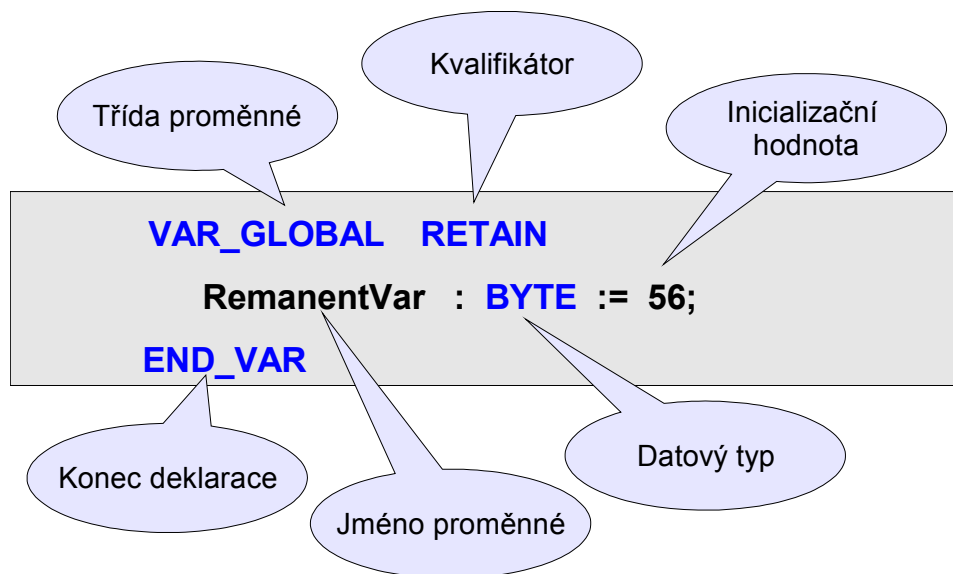 Kvalifikátor
Třída proměnné
Inicializační
hodnota
VAR_GLOBAL RETAIN
RemanentVar : BYTE := 56;
END_VAR
Konec deklarace
Datový typ
Jméno proměnné